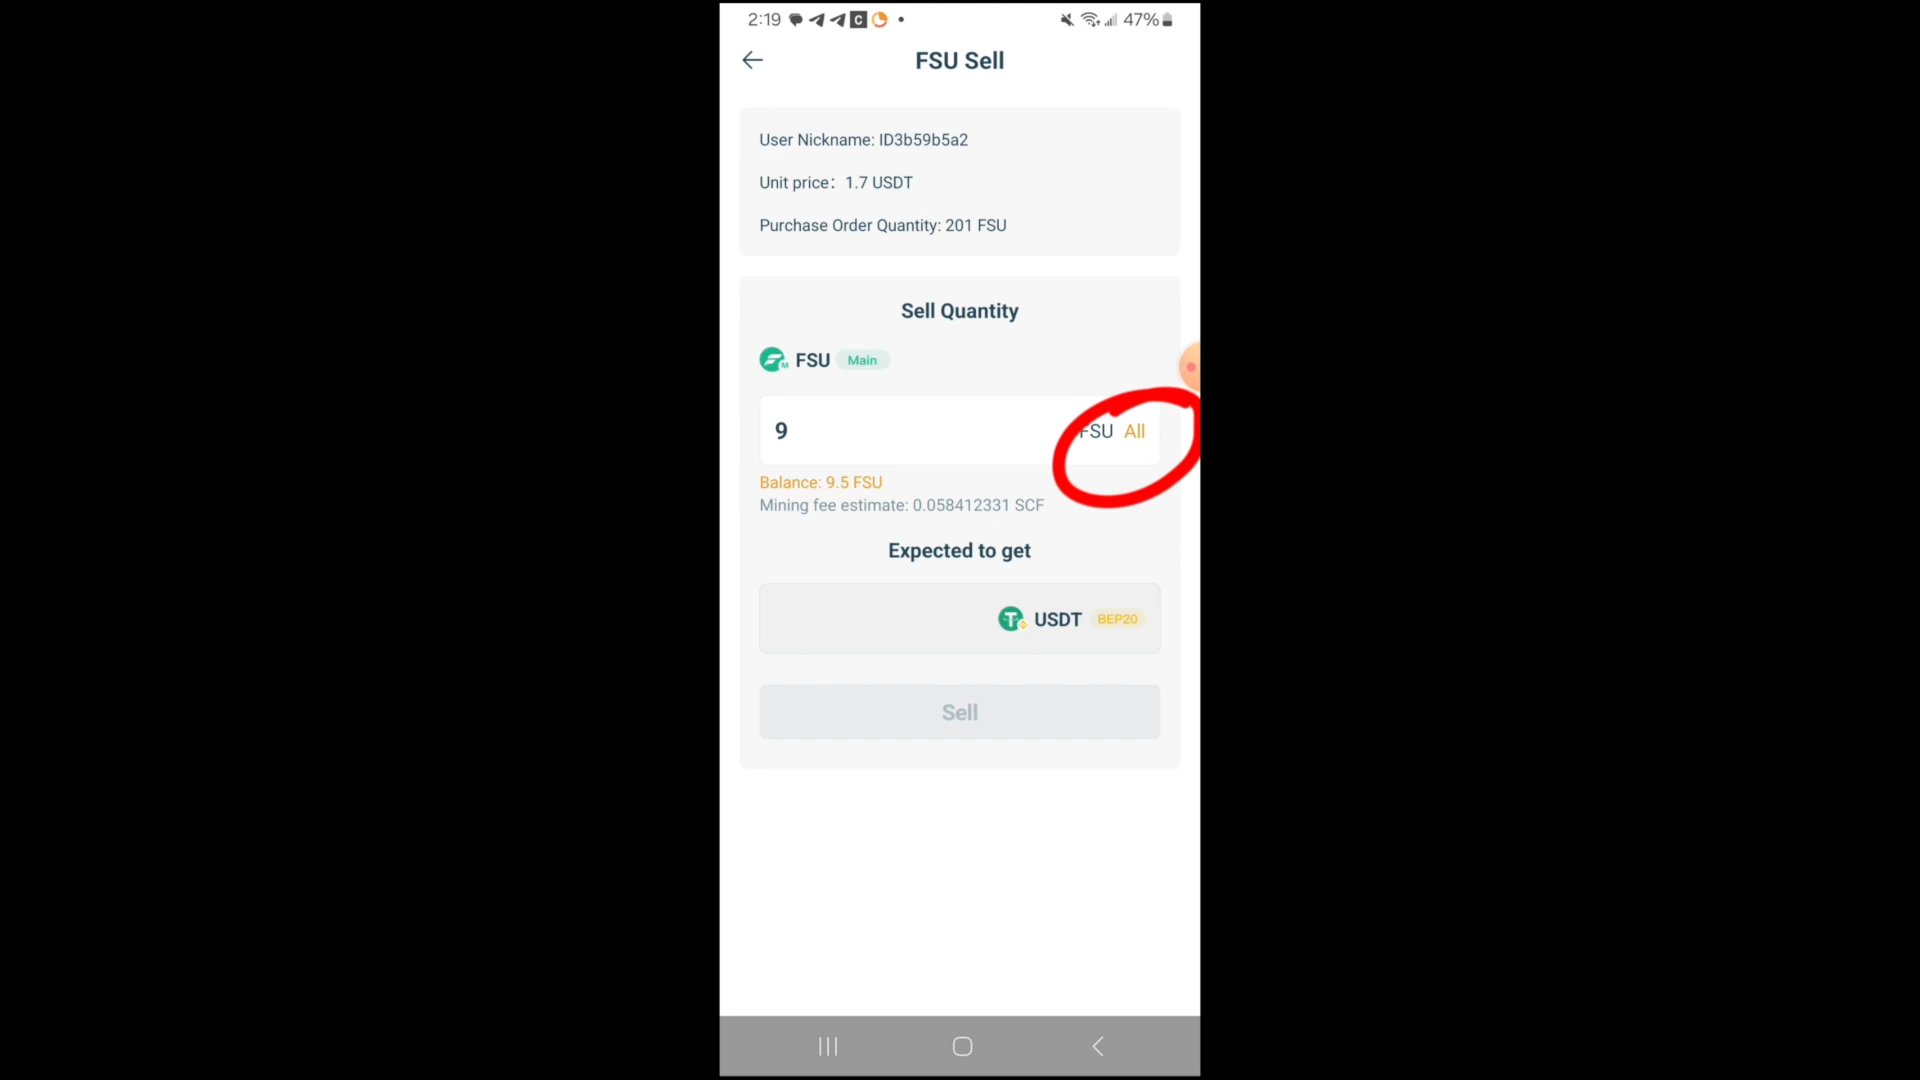 2:19 47%
FSU Sell
User Nickname: ID3b59b5a2
Unit price: 1.7 USDT
Purchase Order Quantity: 201 FSU
Sell Quantity
FSU Main
9 FSU All
Balance: 9.5 FSU
Mining fee estimate: 0.058412331 SCF
Expected to get
USDT BEP20
Sell